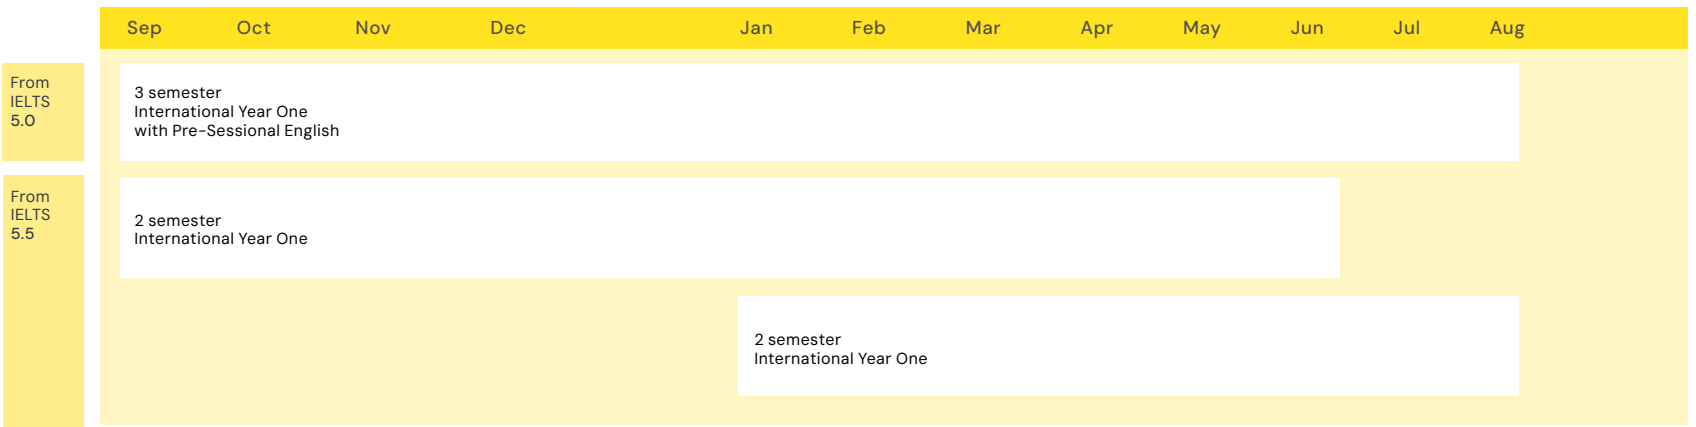 Sep Oct Nov Dec Jan Feb Mar Apr May Jun Jul Aug
From
IELTS
5.0
3 semester
International Year One
with Pre-Sessional English
From
IELTS
5.5
2 semester
International Year One
2 semester
International Year One